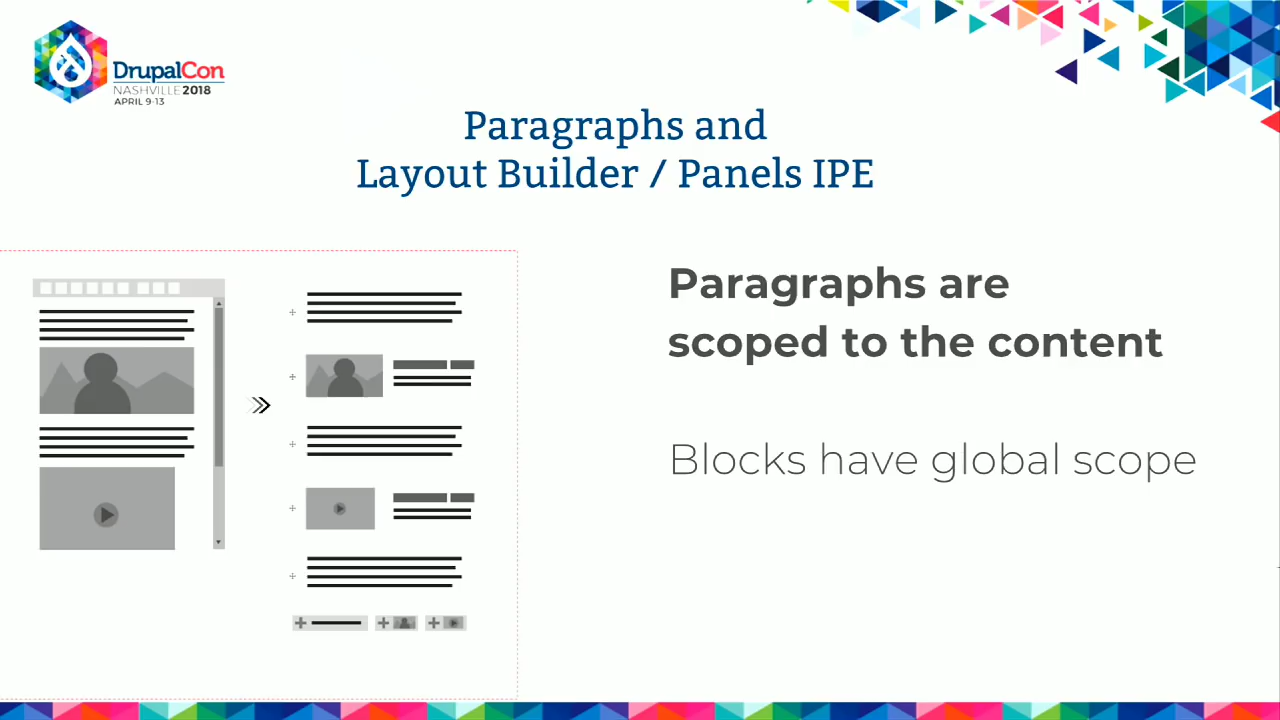 DrupalCon
NASHVILLE 2018
APRIL 9-13
Paragraphs and
Layout Builder / Panels IPE
Paragraphs are
scoped to the content
Blocks have global scope